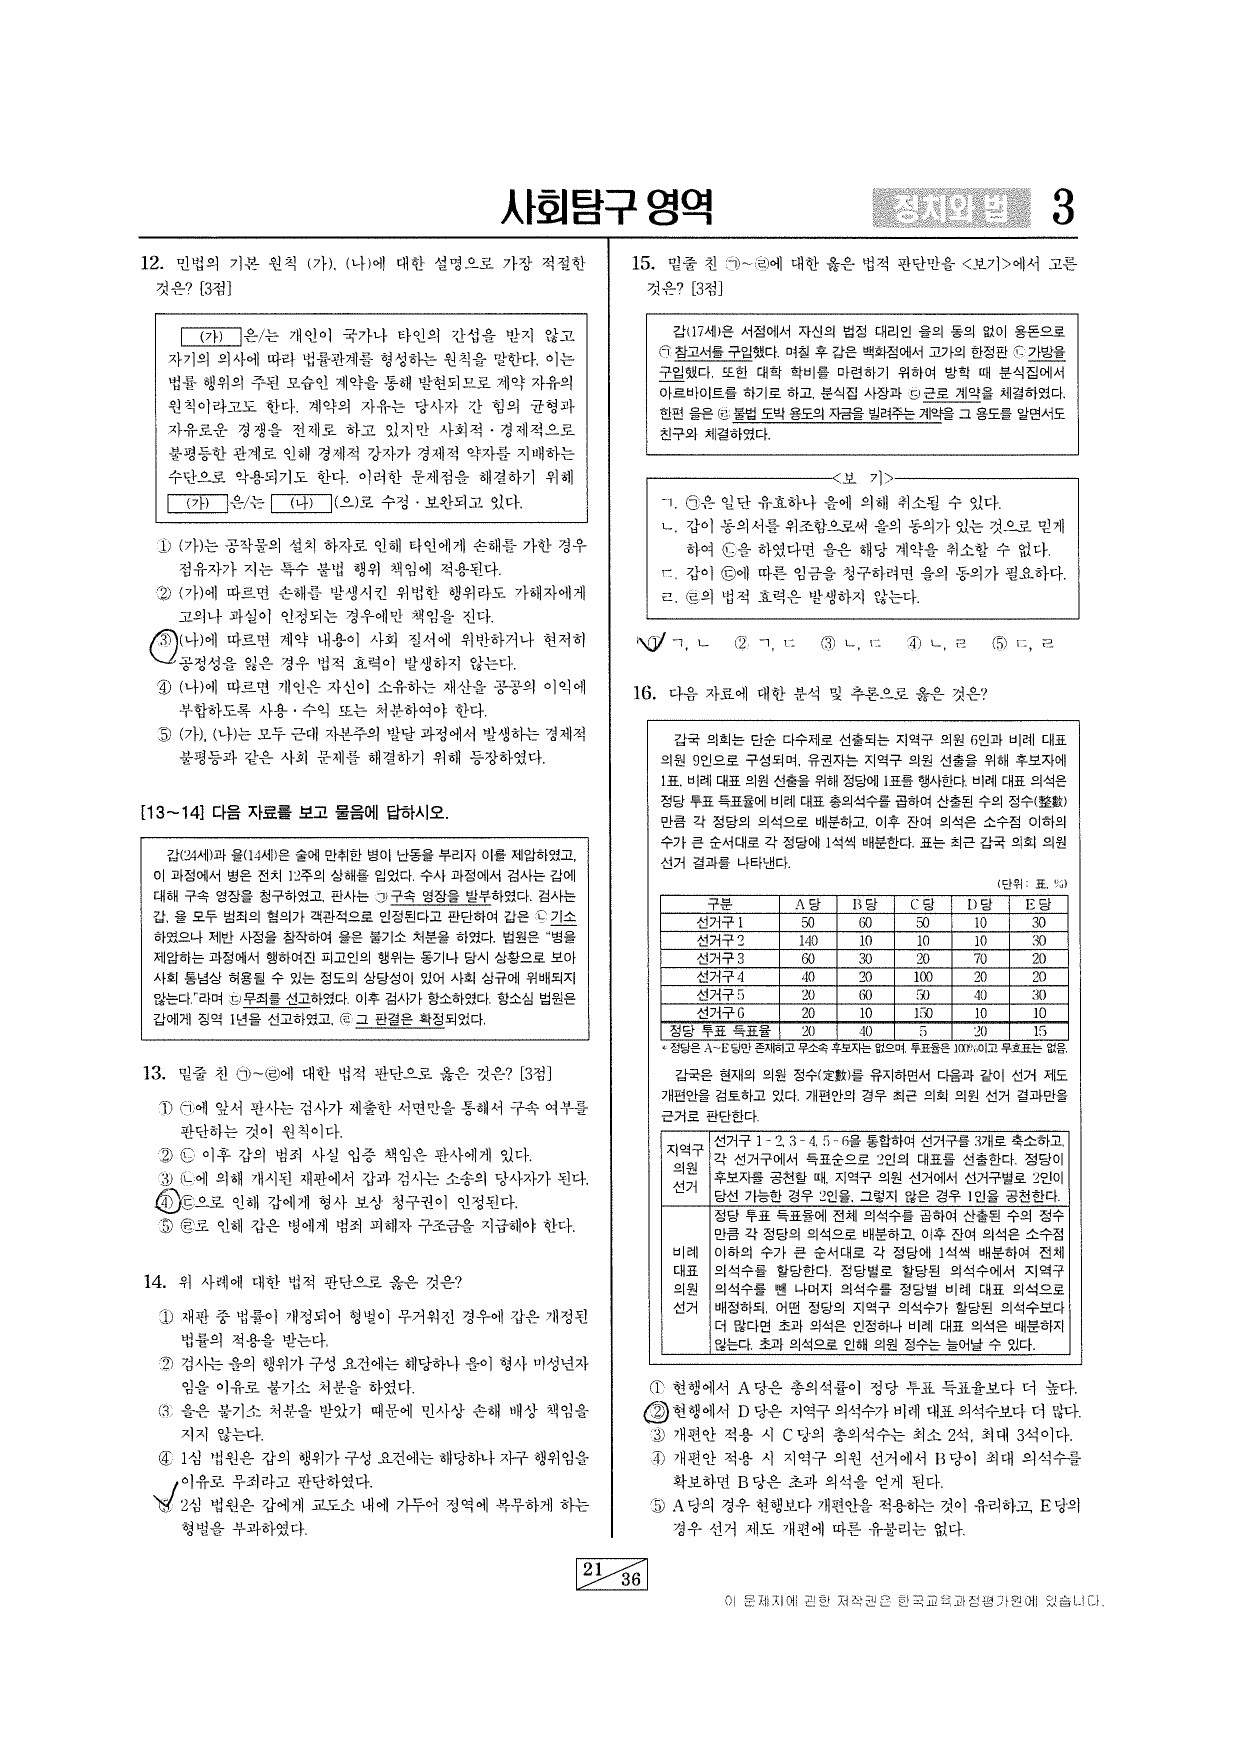 사회탐구 영역
정치와 법
3
12. 민법의 기본 원칙 (가), (나)에 대한 설명으로 가장 적절한
것은? [3점]
(가) 은/는 개인이 국가나 타인의 간섭을 받지 않고
자기의 의사에 따라 법률관계를 형성하는 원칙을 말한다. 이는
법률 행위의 주된 모습인 계약을 통해 발현되므로 계약 자유의
원칙이라고도 한다. 계약의 자유는 당사자 간 힘의 균형과
자유로운 경쟁을 전제로 하고 있지만 사회적·경제적으로
불평등한 관계로 인해 경제적 강자가 경제적 약자를 지배하는
수단으로 악용되기도 한다. 이러한 문제점을 해결하기 위해
(가) 은/는 (나) (으)로 수정·보완되고 있다.
① (가)는 공작물의 설치 하자로 인해 타인에게 손해를 가한 경우
점유자가 지는 특수 불법 행위 책임에 적용된다.
② (가)에 따르면 손해를 발생시킨 위법한 행위라도 가해자에게
고의나 과실이 인정되는 경우에만 책임을 진다.
③ (나)에 따르면 계약 내용이 사회 질서에 위반하거나 현저히
공정성을 잃은 경우 법적 효력이 발생하지 않는다.
④ (나)에 따르면 개인은 자신이 소유하는 재산을 공공의 이익에
부합하도록 사용·수익 또는 처분하여야 한다.
⑤ (가), (나)는 모두 근대 자본주의 발달 과정에서 발생하는 경제적
불평등과 같은 사회 문제를 해결하기 위해 등장하였다.
[13~14] 다음 자료를 보고 물음에 답하시오.
갑(24세)과 을(14세)은 술에 만취한 병이 난동을 부리자 이를 제압하였고,
이 과정에서 병은 전치 12주의 상해를 입었다. 수사 과정에서 검사는 갑에
대해 구속 영장을 청구하였고, 판사는 ㉠구속 영장을 발부하였다. 검사는
갑, 을 모두 범죄의 혐의가 객관적으로 인정된다고 판단하여 갑은 ㉡기소
하였으나 제반 사정을 참작하여 을은 불기소 처분을 하였다. 법원은 "병을
제압하는 과정에서 행하여진 피고인의 행위는 동기나 당시 상황으로 보아
사회 통념상 허용될 수 있는 정도의 상당성이 있어 사회 상규에 위배되지
않는다."라며 ㉢무죄를 선고하였다. 이후 검사가 항소하였다. 항소심 법원은
갑에게 징역 1년을 선고하였고, ㉣그 판결은 확정되었다.
13. 밑줄 친 ㉠~㉣에 대한 법적 판단으로 옳은 것은? [3점]
① ㉠에 앞서 판사는 검사가 제출한 서면만을 통해서 구속 여부를
판단하는 것이 원칙이다.
② ㉡ 이후 갑의 범죄 사실 입증 책임은 판사에게 있다.
③ ㉡에 의해 개시된 재판에서 갑과 검사는 소송의 당사자가 된다.
④ ㉢으로 인해 갑에게 형사 보상 청구권이 인정된다.
⑤ ㉣로 인해 갑은 병에게 범죄 피해자 구조금을 지급해야 한다.
14. 위 사례에 대한 법적 판단으로 옳은 것은?
① 재판 중 법률이 개정되어 형벌이 무거워진 경우에 갑은 개정된
법률의 적용을 받는다.
② 검사는 을의 행위가 구성 요건에는 해당하나 을이 형사 미성년자
임을 이유로 불기소 처분을 하였다.
③ 을은 불기소 처분을 받았기 때문에 민사상 손해 배상 책임을
지지 않는다.
④ 1심 법원은 갑의 행위가 구성 요건에는 해당하나 자구 행위임을
이유로 무죄라고 판단하였다.
⑤ 2심 법원은 갑에게 교도소 내에 가두어 정역에 복무하게 하는
형벌을 부과하였다.
15. 밑줄 친 ㉠~㉣에 대한 옳은 법적 판단만을 <보기>에서 고른
것은? [3점]
갑(17세)은 서점에서 자신의 법정 대리인 을의 동의 없이 용돈으로
㉠참고서를 구입했다. 며칠 후 갑은 백화점에서 고가의 한정판 ㉡가방을
구입했다. 또한 대학 학비를 마련하기 위하여 방학 때 분식집에서
아르바이트를 하기로 하고, 분식집 사장과 ㉢근로 계약을 체결하였다.
한편 을은 ㉣불법 도박 용도의 자금을 빌려주는 계약을 그 용도를 알면서도
친구와 체결하였다.
<보 기>
ㄱ. ㉠은 일단 유효하나 을에 의해 취소될 수 있다.
ㄴ. 갑이 동의서를 위조함으로써 을의 동의가 있는 것으로 믿게
하여 ㉡을 하였다면 을은 해당 계약을 취소할 수 없다.
ㄷ. 갑이 ㉢에 따른 임금을 청구하려면 을의 동의가 필요하다.
ㄹ. ㉣의 법적 효력은 발생하지 않는다.
① ㄱ, ㄴ ② ㄱ, ㄷ ③ ㄴ, ㄷ ④ ㄴ, ㄹ ⑤ ㄷ, ㄹ
16. 다음 자료에 대한 분석 및 추론으로 옳은 것은?
갑국 의회는 단순 다수제로 선출되는 지역구 의원 6인과 비례 대표
의원 9인으로 구성되며, 유권자는 지역구 의원 선출을 위해 후보자에
1표, 비례 대표 의원 선출을 위해 정당에 1표를 행사한다. 비례 대표 의석은
정당 투표 득표율에 비례 대표 총의석수를 곱하여 산출된 수의 정수(整數)
만큼 각 정당의 의석으로 배분하고, 이후 잔여 의석은 소수점 이하의
수가 큰 순서대로 각 정당에 1석씩 배분한다. 표는 최근 갑국 의회 의원
선거 결과를 나타낸다.
(단위: 표, %)
구분 A당 B당 C당 D당 E당
선거구 1 50 60 50 10 30
선거구 2 140 10 10 10 30
선거구 3 60 30 20 70 20
선거구 4 40 20 100 20 20
선거구 5 20 60 50 40 30
선거구 6 20 10 150 10 10
정당 투표 득표율 20 40 5 20 15
* 정당은 A~E당만 존재하고 무소속 후보자는 없으며, 투표율은 100%이고 무효표는 없음.
갑국은 현재의 의원 정수(定數)를 유지하면서 다음과 같이 선거 제도
개편안을 검토하고 있다. 개편안의 경우 최근 의회 의원 선거 결과만을
근거로 판단한다.
지역구 의원 선거
선거구 1-2, 3-4, 5-6을 통합하여 선거구를 3개로 축소하고,
각 선거구에서 득표순으로 2인의 대표를 선출한다. 정당이
후보자를 공천할 때, 지역구 의원 선거에서 선거구별로 2인이
당선 가능한 경우 2인을, 그렇지 않은 경우 1인을 공천한다.
비례 대표 의원 선거
정당 투표 득표율에 전체 의석수를 곱하여 산출된 수의 정수
만큼 각 정당의 의석으로 배분하고, 이후 잔여 의석은 소수점
이하의 수가 큰 순서대로 각 정당에 1석씩 배분하여 전체
의석수를 할당한다. 정당별로 할당된 의석수에서 지역구
의석수를 뺀 나머지 의석수를 정당별 비례 대표 의석으로
배정하되, 어떤 정당의 지역구 의석수가 할당된 의석수보다
더 많다면 초과 의석은 인정하나 비례 대표 의석은 배분하지
않는다. 초과 의석으로 인해 의원 정수는 늘어날 수 있다.
① 현행에서 A당은 총의석률이 정당 투표 득표율보다 더 높다.
② 현행에서 D당은 지역구 의석수가 비례 대표 의석수보다 더 많다.
③ 개편안 적용 시 C당의 총의석수는 최소 2석, 최대 3석이다.
④ 개편안 적용 시 지역구 의원 선거에서 B당이 최대 의석수를
확보하면 B당은 초과 의석을 얻게 된다.
⑤ A당의 경우 현행보다 개편안을 적용하는 것이 유리하고, E당의
경우 선거 제도 개편에 따른 유불리는 없다.
21
36
이 문제지에 관한 저작권은 한국교육과정평가원에 있습니다.